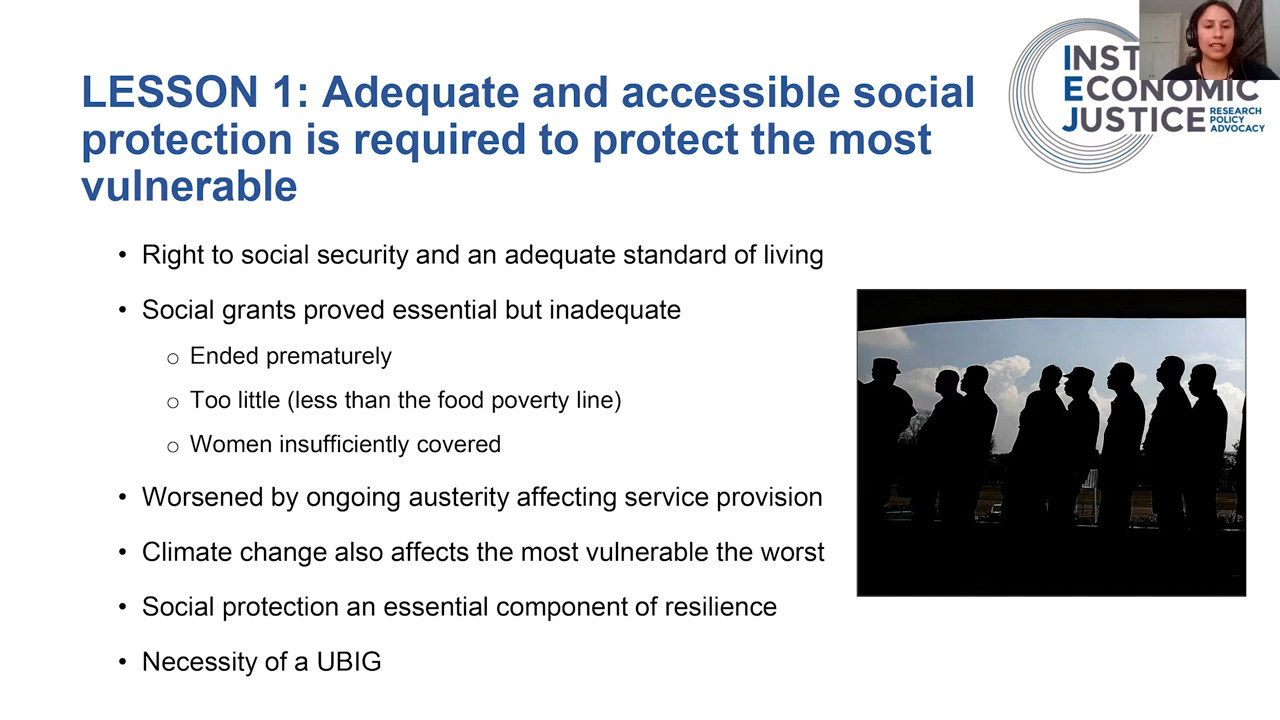 LESSON 1: Adequate and accessible social
protection is required to protect the most
vulnerable
INST
ECONOMIC
JUSTICE
RESEARCH
POLICY
ADVOCACY
• Right to social security and an adequate standard of living
• Social grants proved essential but inadequate
o Ended prematurely
o Too little (less than the food poverty line)
o Women insufficiently covered
• Worsened by ongoing austerity affecting service provision
• Climate change also affects the most vulnerable the worst
• Social protection an essential component of resilience
• Necessity of a UBIG